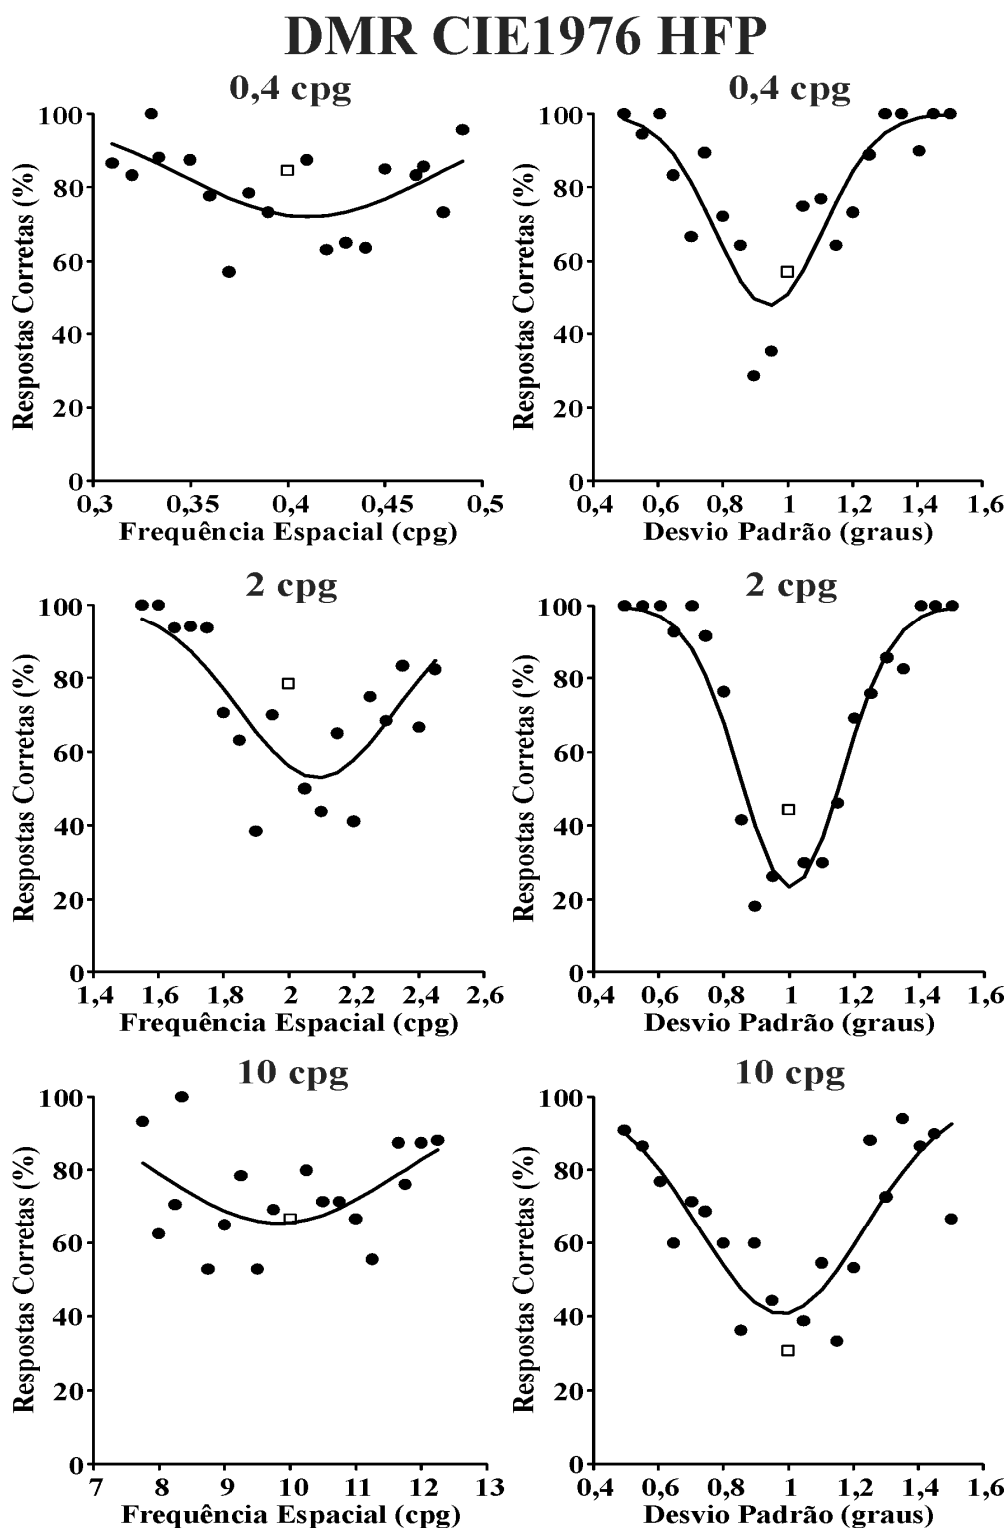 DMR CIE1976 HFP
0,4 cpg
0,4 cpg
Respostas Corretas (%)
100
80
60
40
20
0
0,3 0,35 0,4 0,45 0,5
Frequência Espacial (cpg)
Respostas Corretas (%)
100
80
60
40
20
0
0,4 0,6 0,8 1 1,2 1,4 1,6
Desvio Padrão (graus)
2 cpg
2 cpg
Respostas Corretas (%)
100
80
60
40
20
0
1,4 1,6 1,8 2 2,2 2,4 2,6
Frequência Espacial (cpg)
Respostas Corretas (%)
100
80
60
40
20
0
0,4 0,6 0,8 1 1,2 1,4 1,6
Desvio Padrão (graus)
10 cpg
10 cpg
Respostas Corretas (%)
100
80
60
40
20
0
7 8 9 10 11 12 13
Frequência Espacial (cpg)
Respostas Corretas (%)
100
80
60
40
20
0
0,4 0,6 0,8 1 1,2 1,4 1,6
Desvio Padrão (graus)